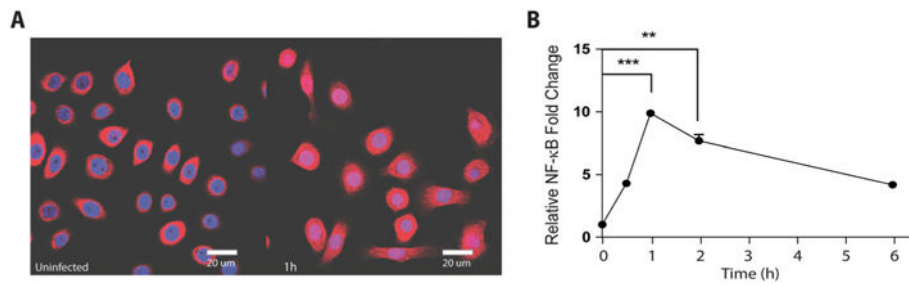 A
Uninfected
20 um
1h
20 um
B
Relative NF-κB Fold Change
15
10
5
0
**
***
0 1 2 3 4 5 6
Time (h)